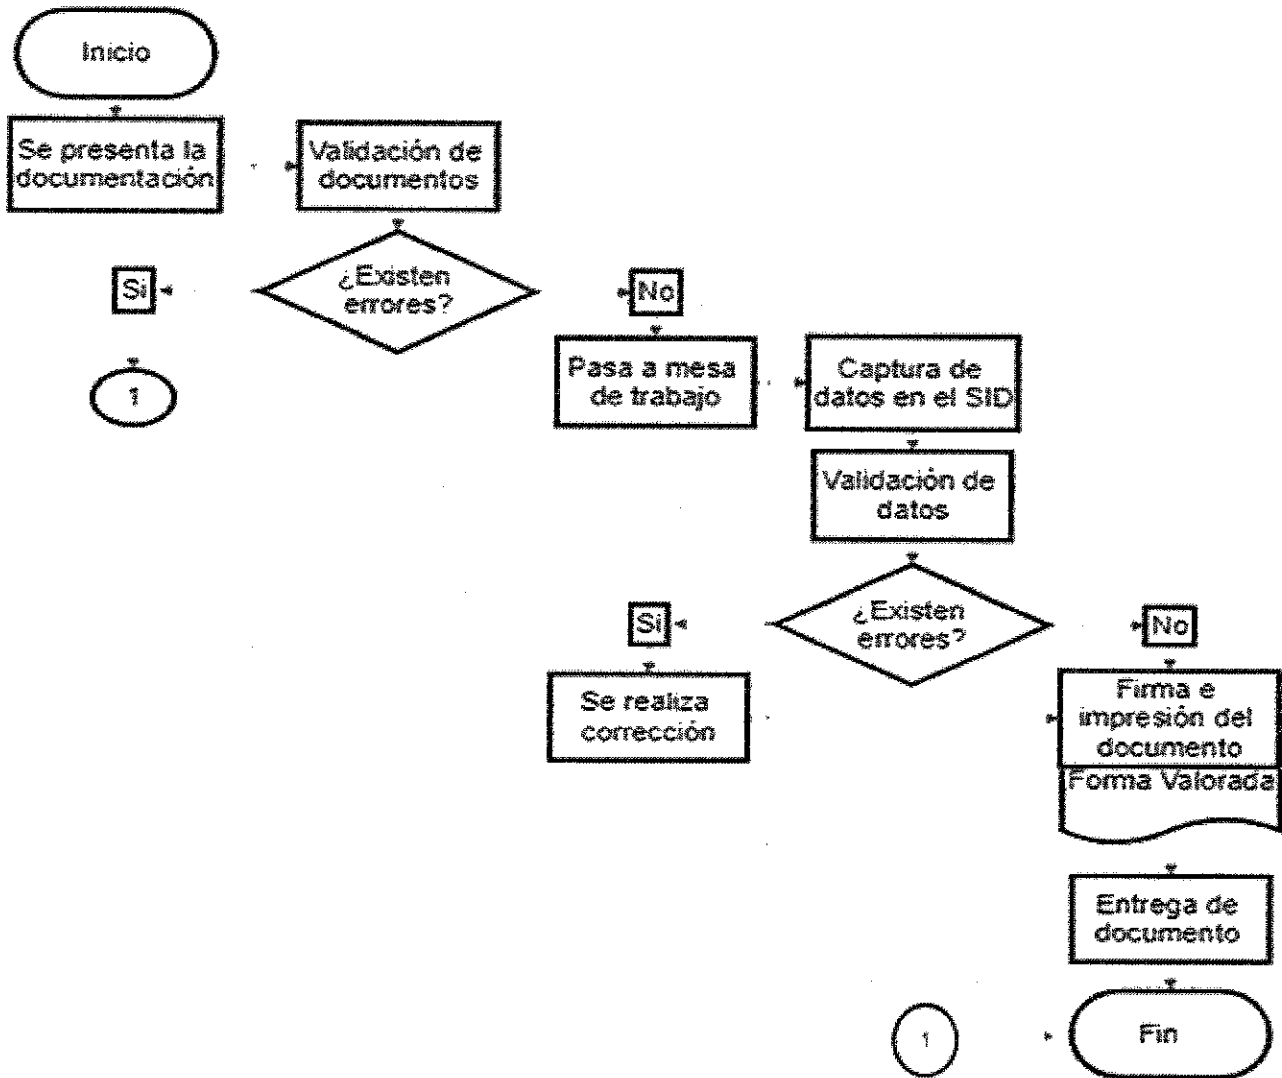 Inicio
Se presenta la
documentación
Validación de
documentos
¿Existen
errores?
Si
No
1
Pasa a mesa
de trabajo
Captura de
datos en el SID
Validación de
datos
¿Existen
errores?
Si
No
Se realiza
corrección
Firma e
impresión del
documento
Forma Valorada
Entrega de
documento
1
Fin